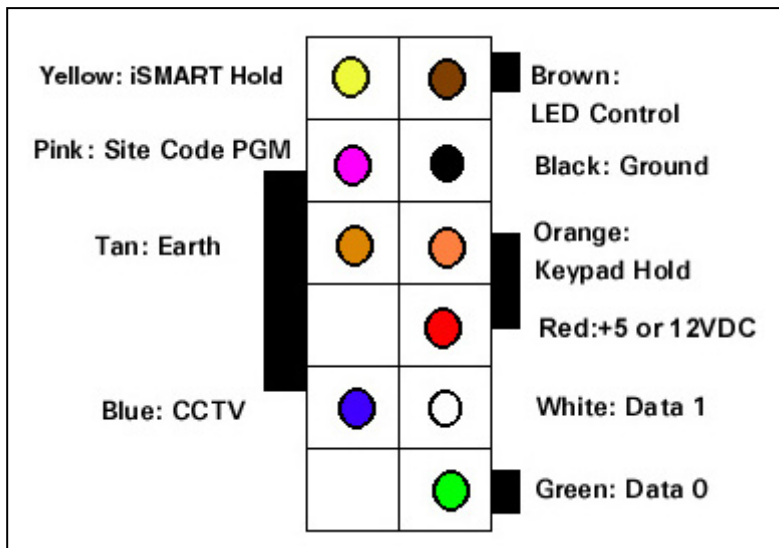 Yellow: iSMART Hold
Brown:
LED Control
Pink: Site Code PGM
Black: Ground
Tan: Earth
Orange:
Keypad Hold
Red:+5 or 12VDC
Blue: CCTV
White: Data 1
Green: Data 0